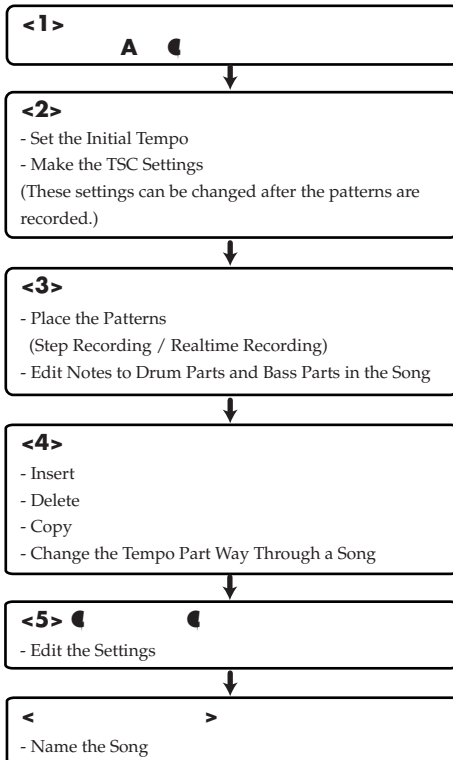 <1>
A
<2>
- Set the Initial Tempo
- Make the TSC Settings
(These settings can be changed after the patterns are
recorded.)
<3>
- Place the Patterns
(Step Recording / Realtime Recording)
- Edit Notes to Drum Parts and Bass Parts in the Song
<4>
- Insert
- Delete
- Copy
- Change the Tempo Part Way Through a Song
<5>
- Edit the Settings
< >
- Name the Song